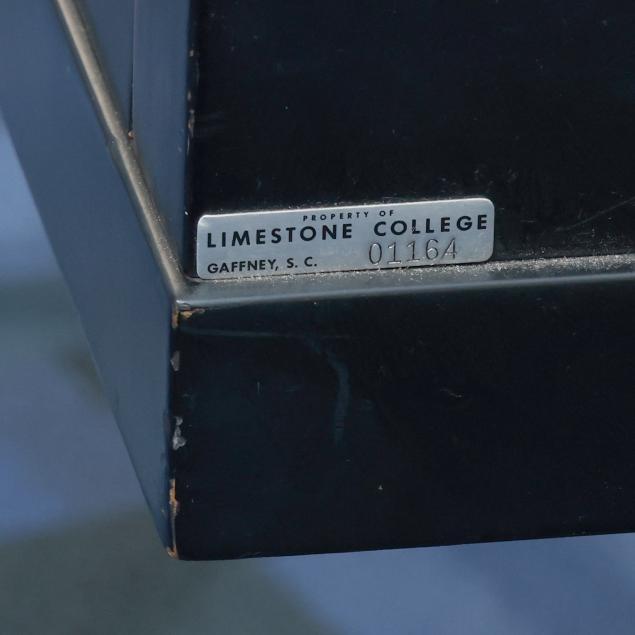 PROPERTY OF
LIMESTONE COLLEGE
GAFFNEY, S. C. 01164